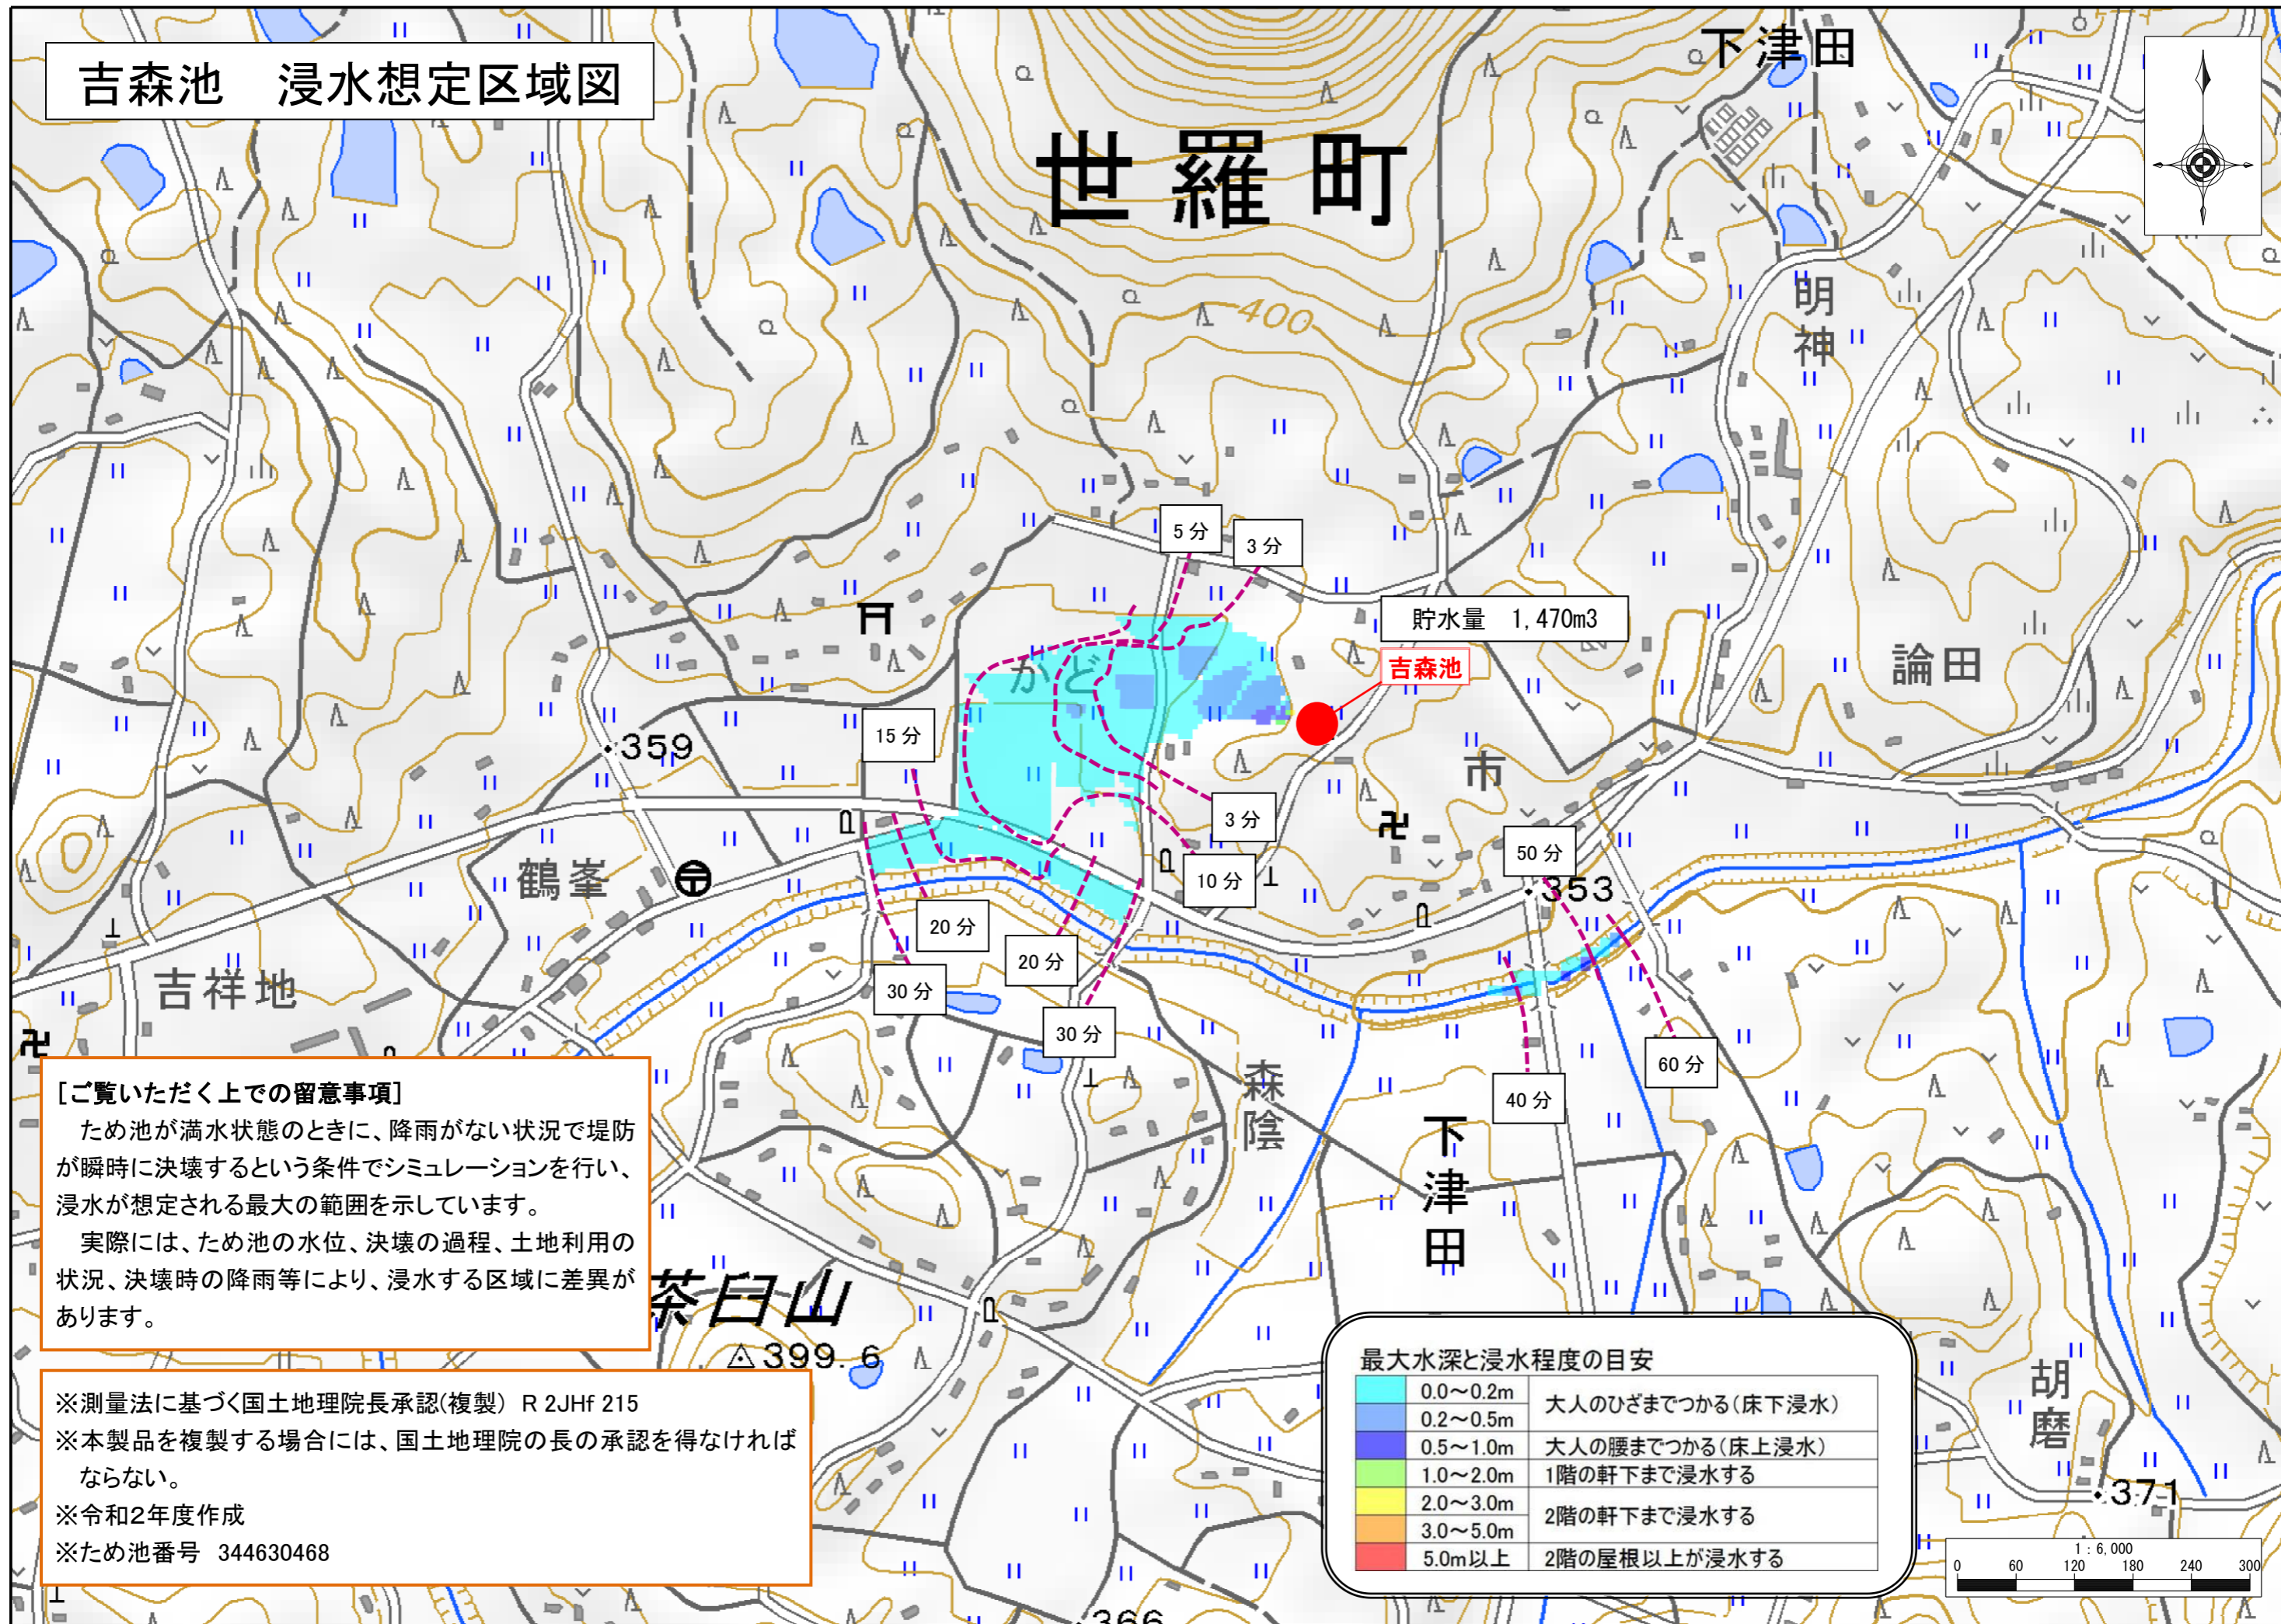 吉森池　浸水想定区域図
下津田
世羅町
400
明神
5分
3分
貯水量　1,470m3
吉森池
かど
論田
15分
359
市
3分
50分
鶴峯
10分
353
20分
20分
吉祥地
30分
30分
60分
森陰
40分
下津田
[ご覧いただく上での留意事項]
ため池が満水状態のときに、降雨がない状況で堤防
が瞬時に決壊するという条件でシミュレーションを行い、
浸水が想定される最大の範囲を示しています。
実際には、ため池の水位、決壊の過程、土地利用の
状況、決壊時の降雨等により、浸水する区域に差異が
あります。
茶臼山
399.6
※測量法に基づく国土地理院長承認(複製) R 2JHf 215
※本製品を複製する場合には、国土地理院の長の承認を得なければ
ならない。
※令和2年度作成
※ため池番号 344630468
最大水深と浸水程度の目安
0.0～0.2m
大人のひざまでつかる(床下浸水)
0.2～0.5m
0.5～1.0m 大人の腰までつかる(床上浸水)
1.0～2.0m 1階の軒下まで浸水する
2.0～3.0m
2階の軒下まで浸水する
3.0～5.0m
5.0m以上 2階の屋根以上が浸水する
胡磨
371
1：6,000
0 60 120 180 240 300
366